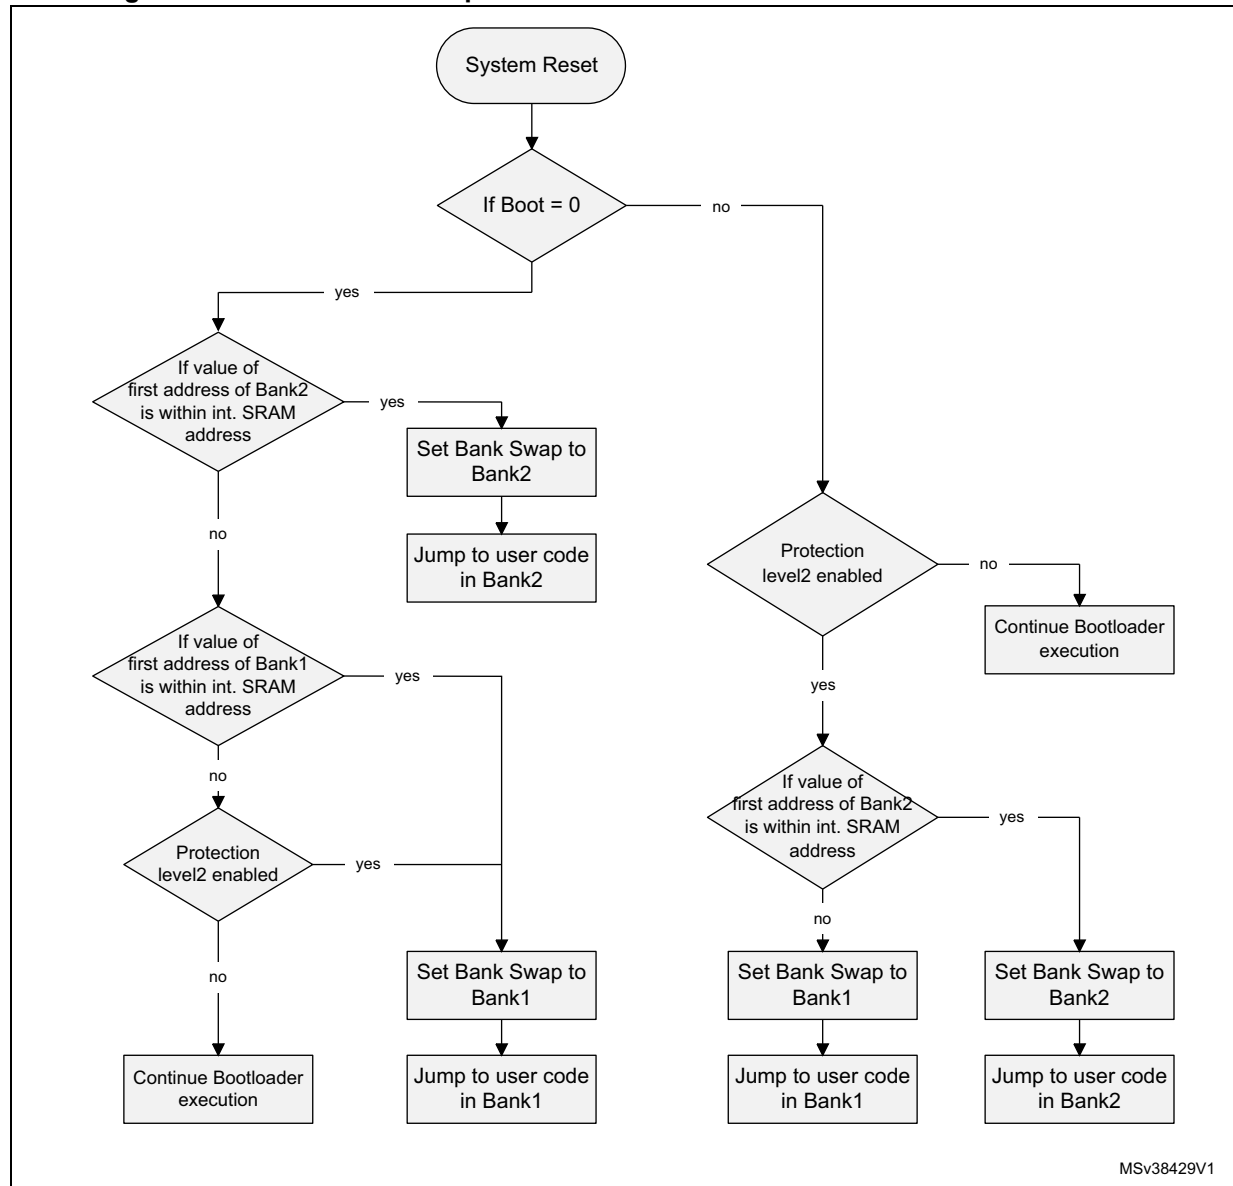 System Reset
If Boot = 0
no
yes
If value of
first address of Bank2
is within int. SRAM
address
yes
Set Bank Swap to
Bank2
no
Jump to user code
in Bank2
Protection
level2 enabled
no
Continue Bootloader
execution
If value of
first address of Bank1
is within int. SRAM
address
yes
yes
no
If value of
first address of Bank2
is within int. SRAM
address
yes
Protection
level2 enabled
yes
no
no
Set Bank Swap to
Bank1
Set Bank Swap to
Bank1
Set Bank Swap to
Bank2
Continue Bootloader
execution
Jump to user code
in Bank1
Jump to user code
in Bank1
Jump to user code
in Bank2
MSv38429V1